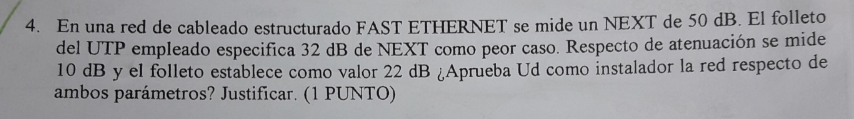 4. En una red de cableado estructurado FAST ETHERNET se mide un NEXT de 50 dB. El folleto
del UTP empleado especifica 32 dB de NEXT como peor caso. Respecto de atenuación se mide
10 dB y el folleto establece como valor 22 dB ¿Aprueba Ud como instalador la red respecto de
ambos parámetros? Justificar. (1 PUNTO)